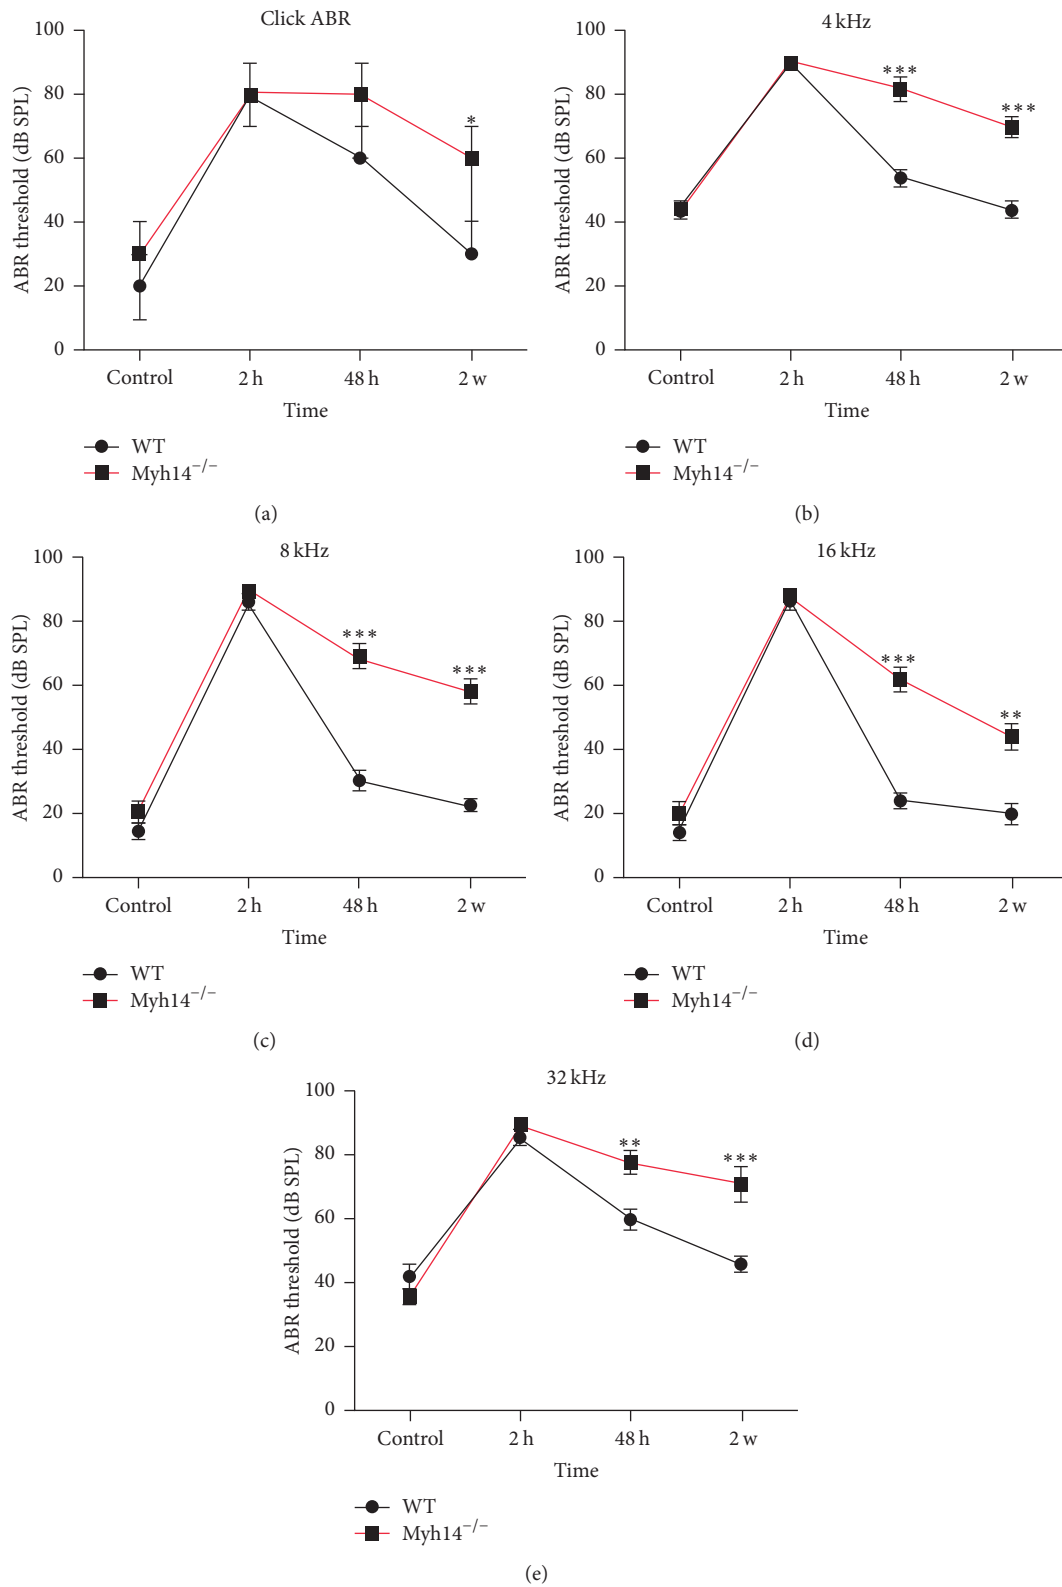 Click ABR
100
80
60
40
20
0
ABR threshold (dB SPL)
*
Control 2 h 48 h 2 w
Time
WT
Myh14−/−
(a)
4 kHz
100
80
60
40
20
0
ABR threshold (dB SPL)
***
***
Control 2 h 48 h 2 w
Time
WT
Myh14−/−
(b)
8 kHz
100
80
60
40
20
0
ABR threshold (dB SPL)
***
***
Control 2 h 48 h 2 w
Time
WT
Myh14−/−
(c)
16 kHz
100
80
60
40
20
0
ABR threshold (dB SPL)
***
**
Control 2 h 48 h 2 w
Time
WT
Myh14−/−
(d)
32 kHz
100
80
60
40
20
0
ABR threshold (dB SPL)
**
***
Control 2 h 48 h 2 w
Time
WT
Myh14−/−
(e)